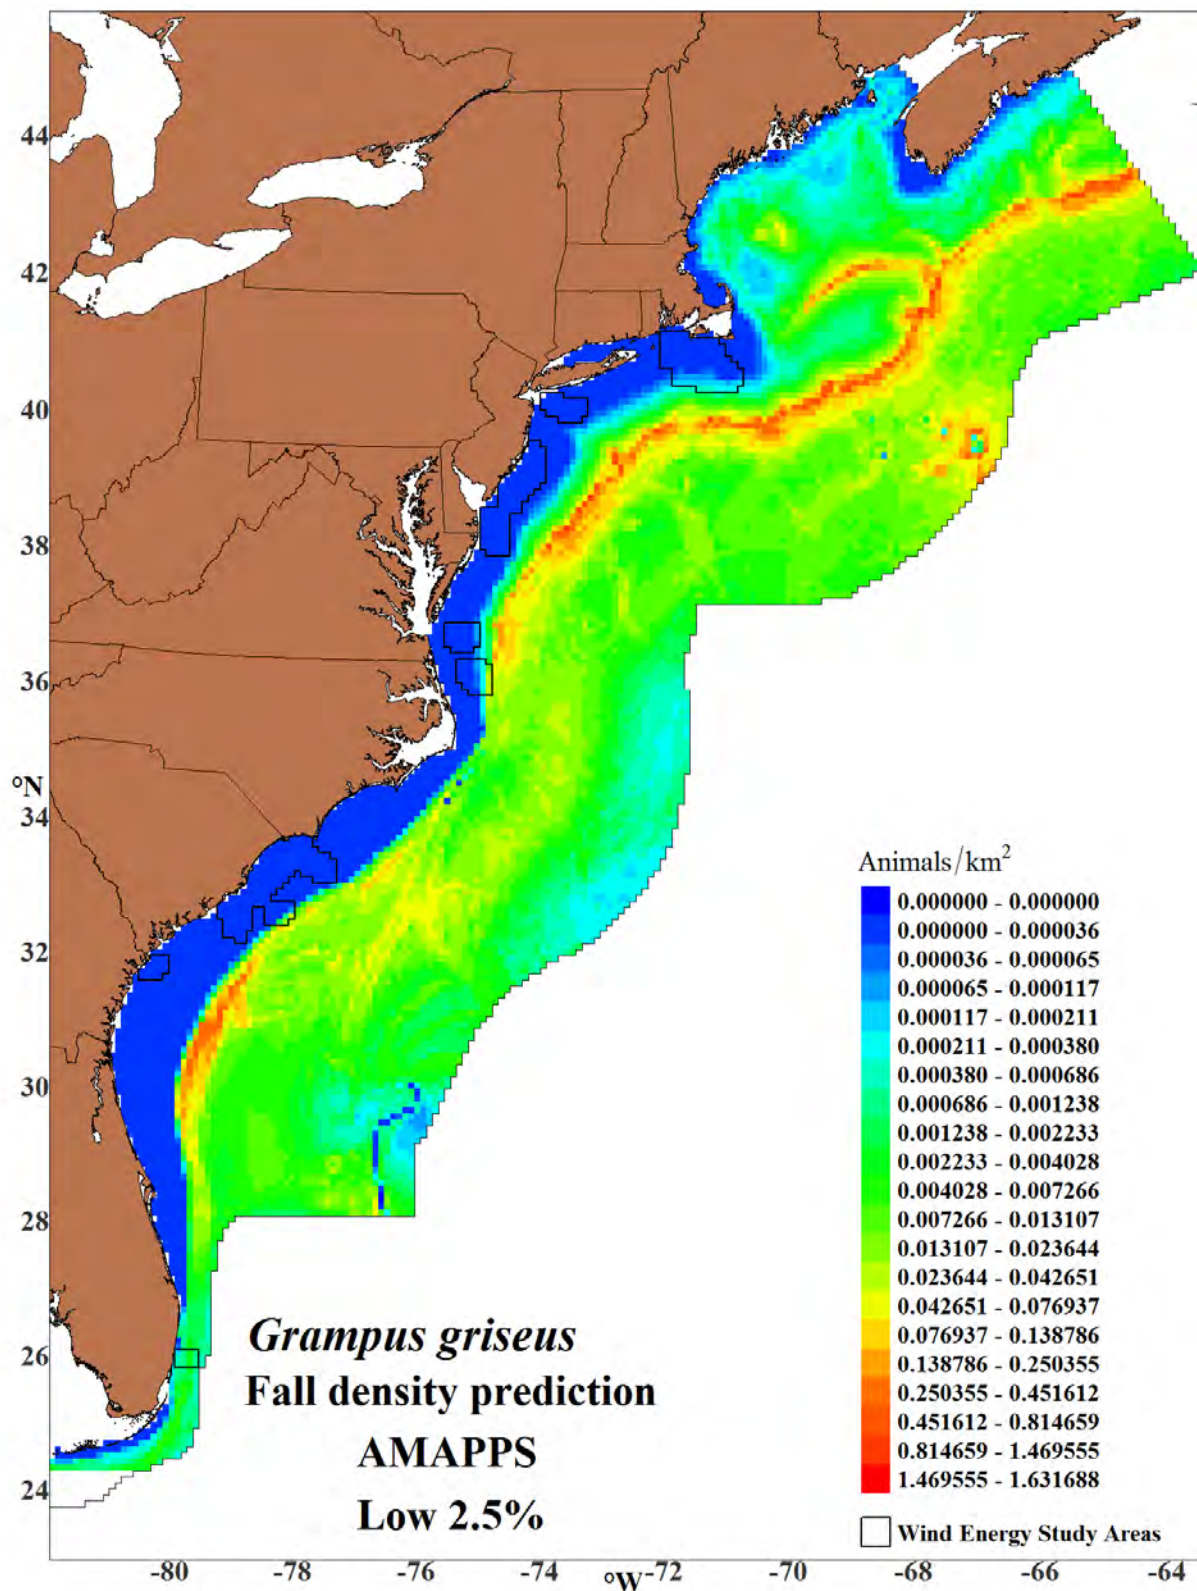 44
42
40
38
36
°N
34
32
30
28
26
24
Animals/km²
0.000000 - 0.000000
0.000000 - 0.000036
0.000036 - 0.000065
0.000065 - 0.000117
0.000117 - 0.000211
0.000211 - 0.000380
0.000380 - 0.000686
0.000686 - 0.001238
0.001238 - 0.002233
0.002233 - 0.004028
0.004028 - 0.007266
0.007266 - 0.013107
0.013107 - 0.023644
0.023644 - 0.042651
0.042651 - 0.076937
0.076937 - 0.138786
0.138786 - 0.250355
0.250355 - 0.451612
0.451612 - 0.814659
0.814659 - 1.469555
1.469555 - 1.631688
Wind Energy Study Areas
Grampus griseus
Fall density prediction
AMAPPS
Low 2.5%
-80 -78 -76 -74 °W -72 -70 -68 -66 -64